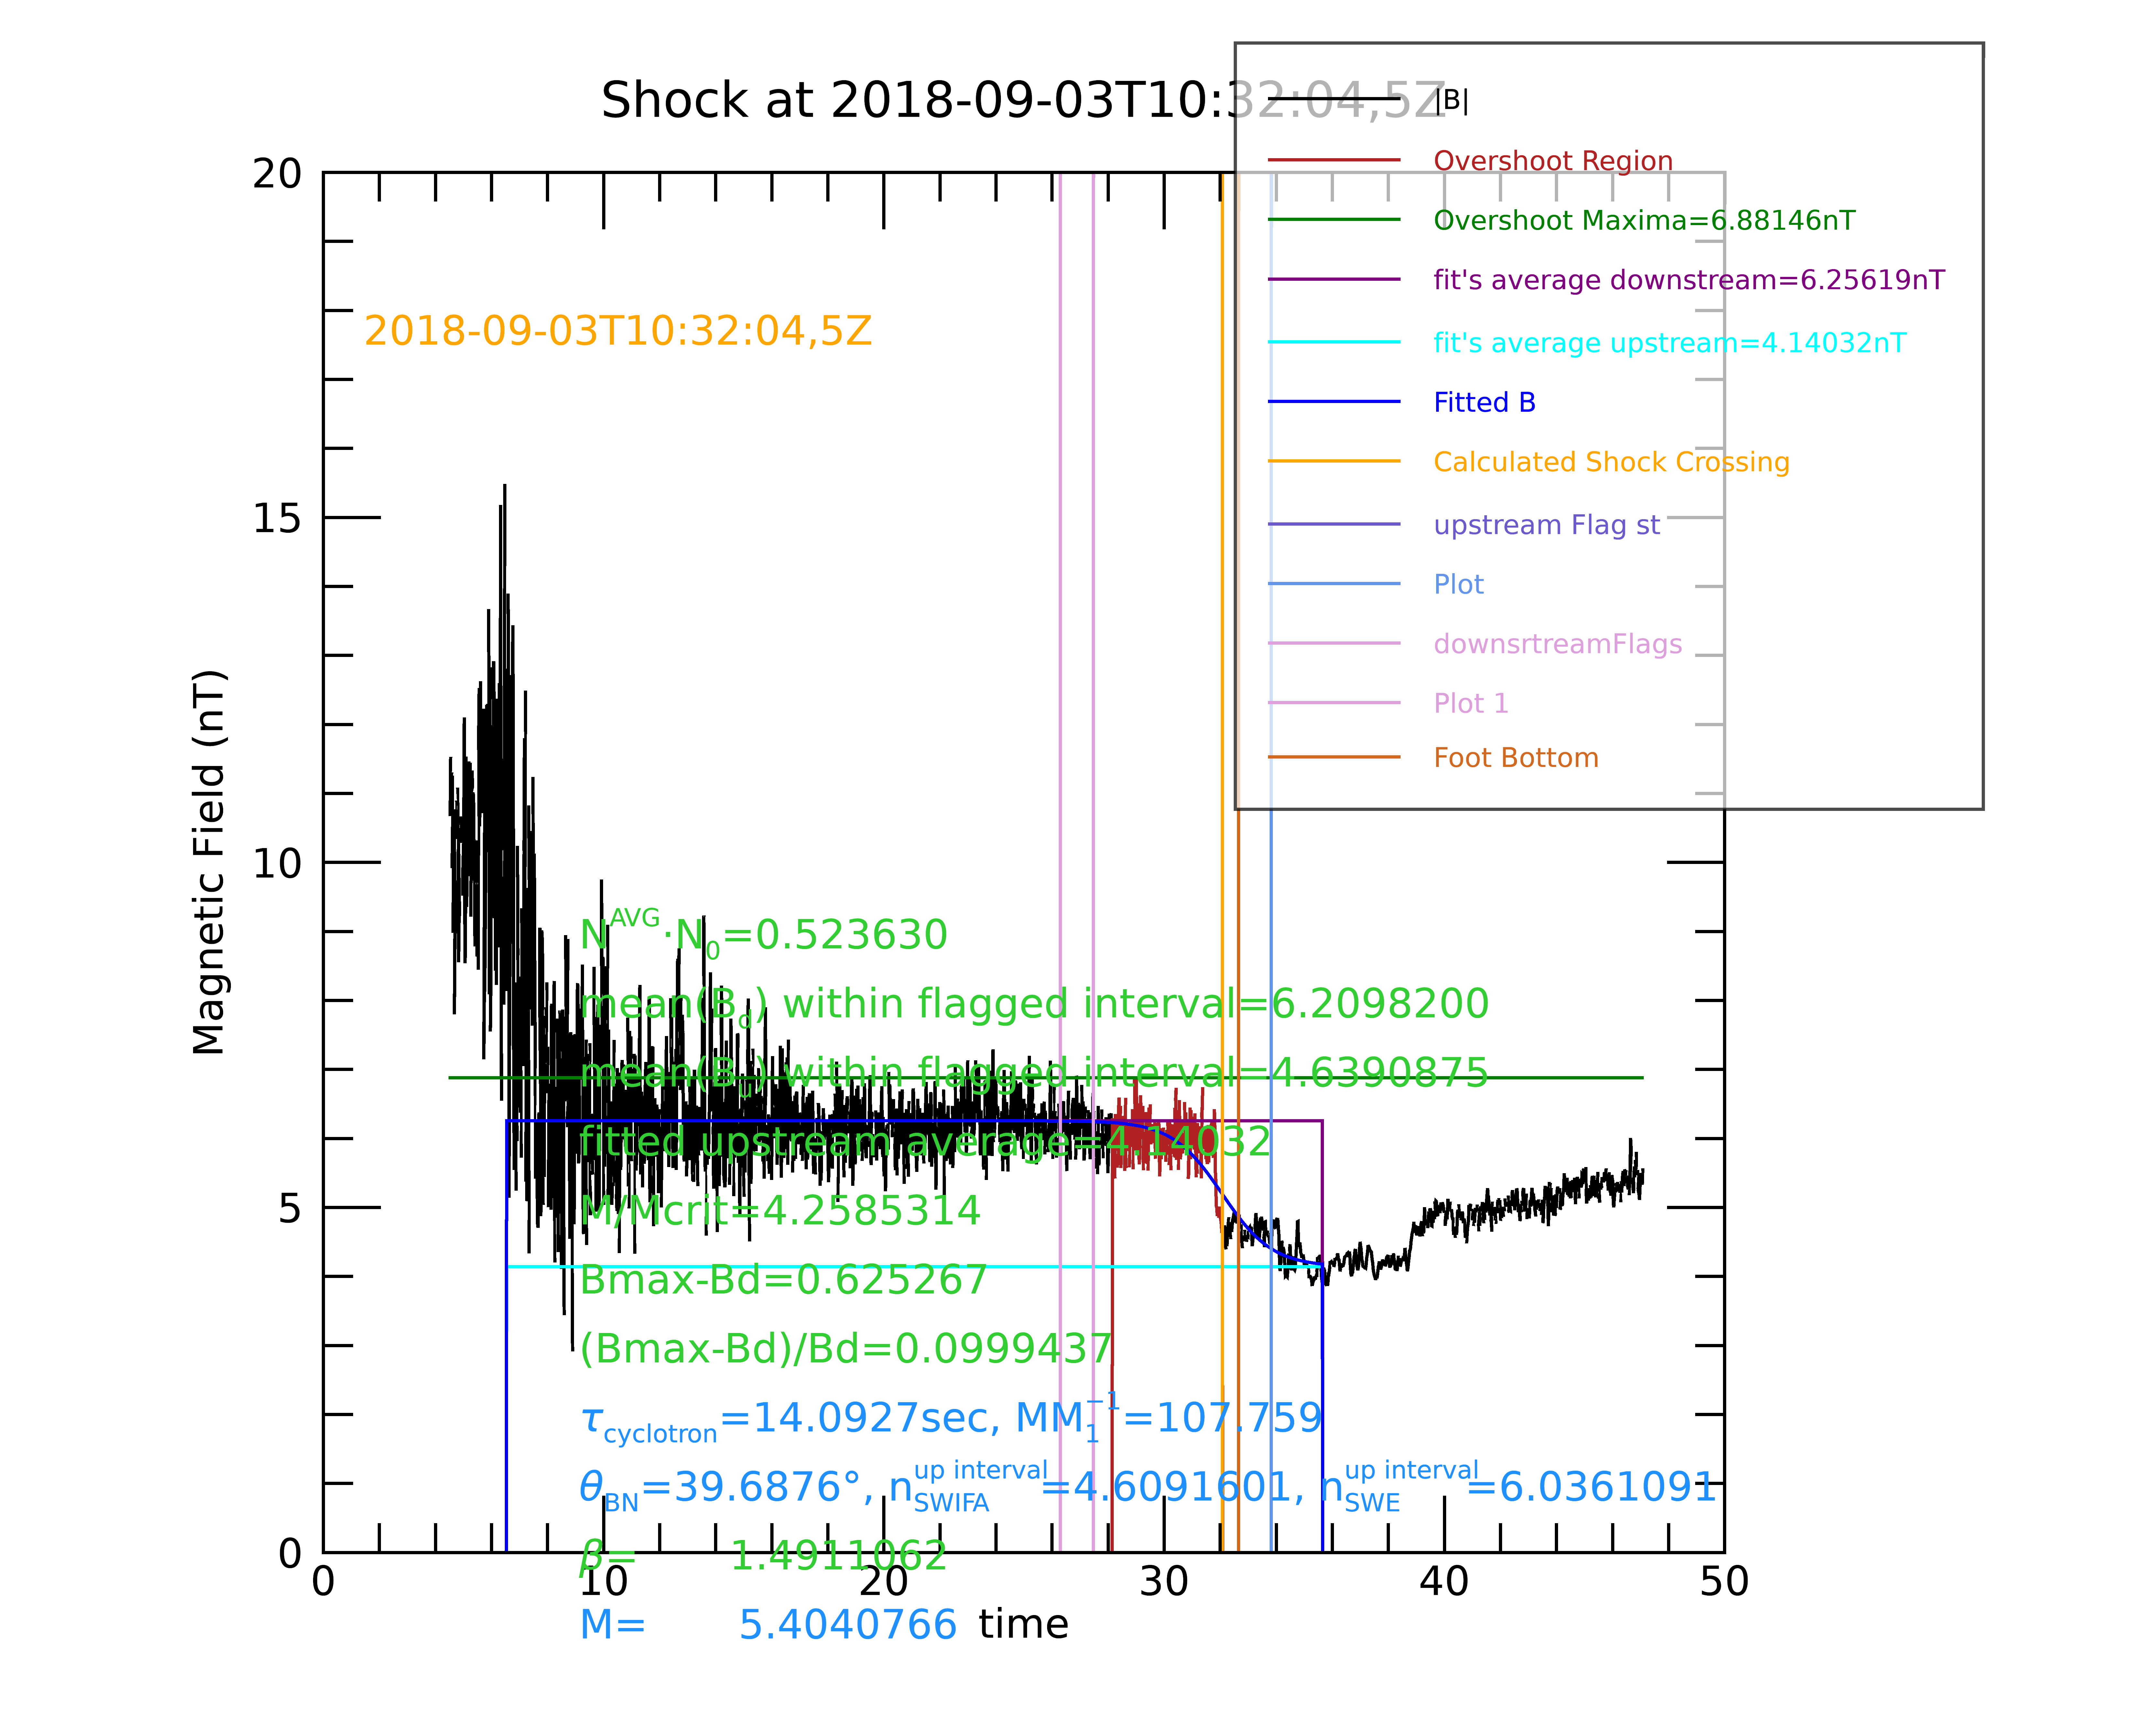 Shock at 2018-09-03T10:32:04,5Z
|B|
Overshoot Region
Overshoot Maxima=6.88146nT
fit's average downstream=6.25619nT
fit's average upstream=4.14032nT
Fitted B
Calculated Shock Crossing
upstream Flag st
Plot
downsrtreamFlags
Plot 1
Foot Bottom
2018-09-03T10:32:04,5Z
Magnetic Field (nT)
20
15
10
5
0
N^AVG·N_0=0.523630
mean(B_d) within flagged interval=6.2098200
mean(B_u) within flagged interval=4.6390875
fitted upstream average=4.14032
M/Mcrit=4.2585314
Bmax-Bd=0.625267
(Bmax-Bd)/Bd=0.0999437
τ_cyclotron=14.0927sec, MM_1^−1=107.759
θ_BN=39.6876°, n_SWIFA^up interval=4.6091601, n_SWE^up interval=6.0361091
β= 1.4911062
0 10 20 30 40 50
M= 5.4040766
time